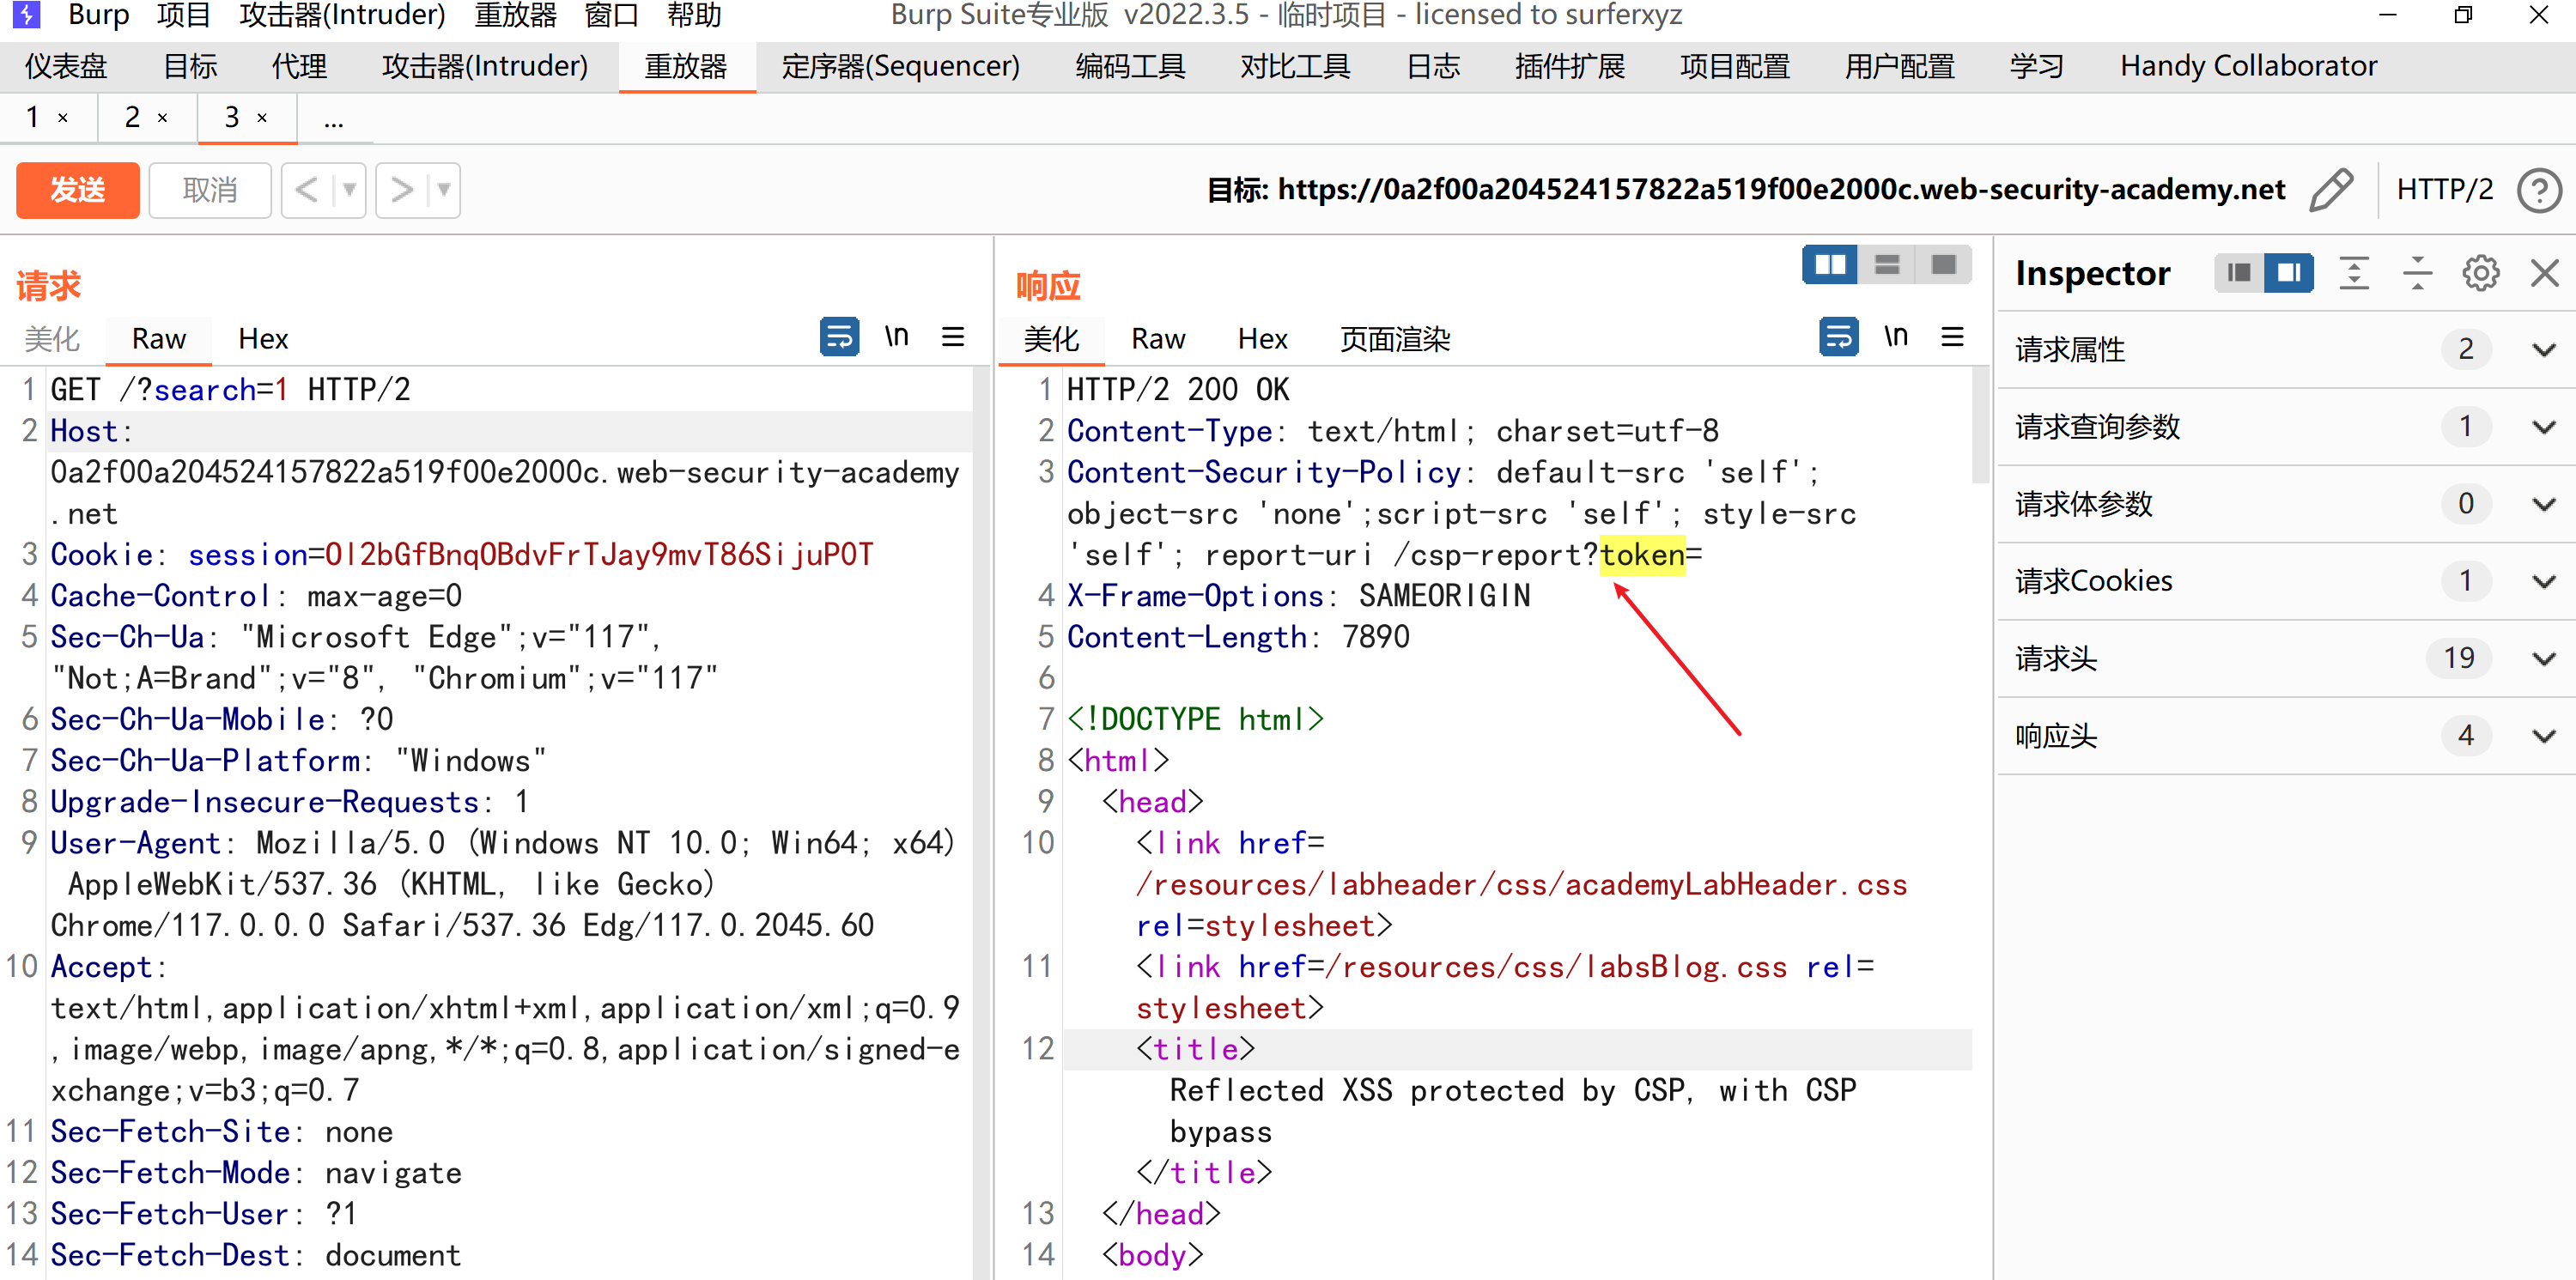 Burp 项目 攻击器(Intruder) 重放器 窗口 帮助 Burp Suite专业版 v2022.3.5 - 临时项目 - licensed to surferxyz
仪表盘 目标 代理 攻击器(Intruder) 重放器 定序器(Sequencer) 编码工具 对比工具 日志 插件扩展 项目配置 用户配置 学习 Handy Collaborator
1 × 2 × 3 × ...
发送 取消 < > 目标: https://0a2f00a204524157822a519f00e2000c.web-security-academy.net HTTP/2 ?
请求
美化 Raw Hex \n
1 GET /?search=1 HTTP/2
2 Host:
0a2f00a204524157822a519f00e2000c.web-security-academy
.net
3 Cookie: session=Ol2bGfBnqOBdvFrTJay9mvT86SijuPOT
4 Cache-Control: max-age=0
5 Sec-Ch-Ua: "Microsoft Edge";v="117",
"Not;A=Brand";v="8", "Chromium";v="117"
6 Sec-Ch-Ua-Mobile: ?0
7 Sec-Ch-Ua-Platform: "Windows"
8 Upgrade-Insecure-Requests: 1
9 User-Agent: Mozilla/5.0 (Windows NT 10.0; Win64; x64)
AppleWebKit/537.36 (KHTML, like Gecko)
Chrome/117.0.0.0 Safari/537.36 Edg/117.0.2045.60
10 Accept:
text/html,application/xhtml+xml,application/xml;q=0.9
,image/webp,image/apng,*/*;q=0.8,application/signed-e
xchange;v=b3;q=0.7
11 Sec-Fetch-Site: none
12 Sec-Fetch-Mode: navigate
13 Sec-Fetch-User: ?1
14 Sec-Fetch-Dest: document
响应
美化 Raw Hex 页面渲染 \n
1 HTTP/2 200 OK
2 Content-Type: text/html; charset=utf-8
3 Content-Security-Policy: default-src 'self';
object-src 'none';script-src 'self'; style-src
'self'; report-uri /csp-report?token=
4 X-Frame-Options: SAMEORIGIN
5 Content-Length: 7890
6
7 <!DOCTYPE html>
8 <html>
9 <head>
10 <link href=
/resources/labheader/css/academyLabHeader.css
rel=stylesheet>
11 <link href=/resources/css/labsBlog.css rel=
stylesheet>
12 <title>
Reflected XSS protected by CSP, with CSP
bypass
</title>
13 </head>
14 <body>
Inspector
请求属性 2
请求查询参数 1
请求体参数 0
请求Cookies 1
请求头 19
响应头 4